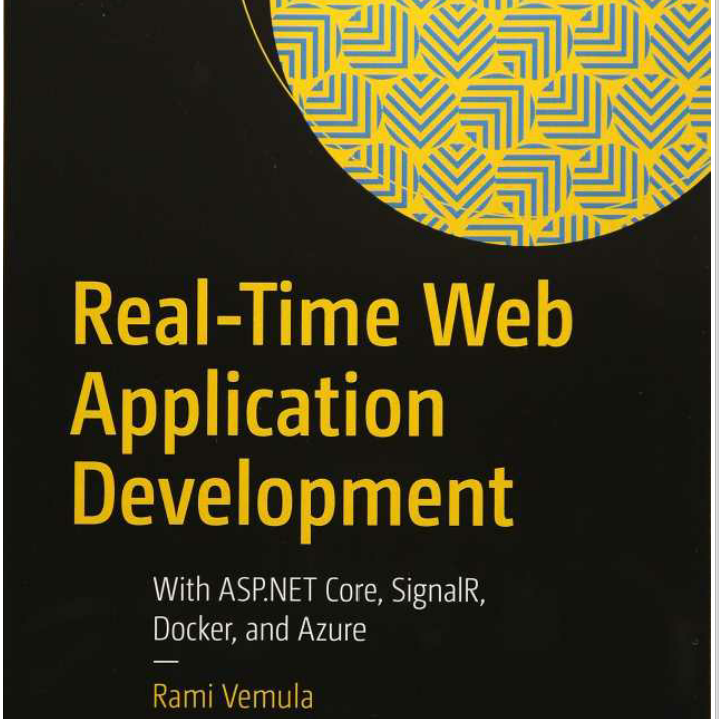 Real-Time Web
Application
Development
With ASP.NET Core, SignalR,
Docker, and Azure
Rami Vemula